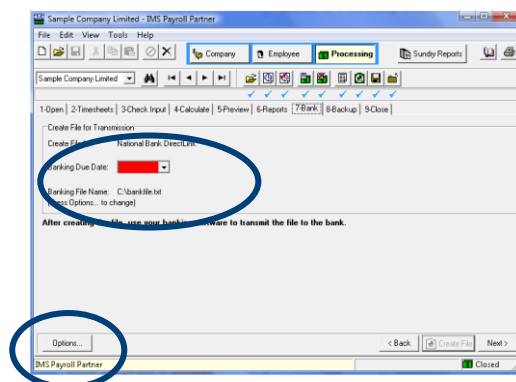 Sample Company Limited - IMS Payroll Partner
File Edit View Tools Help
Company Employee Processing Sundry Reports
Sample Company Limited
1-Open 2-Timesheets 3-Check Input 4-Calculate 5-Preview 6-Reports 7-Bank 8-Backup 9-Close
Create File for Transmission
Create File National Bank DirectLink
Banking Due Date:
Banking File Name: C:\bankfile.txt
(Press Options... to change)
After creating the file, use your banking software to transmit the file to the bank.
Options... < Back Create File Next >
IMS Payroll Partner Closed